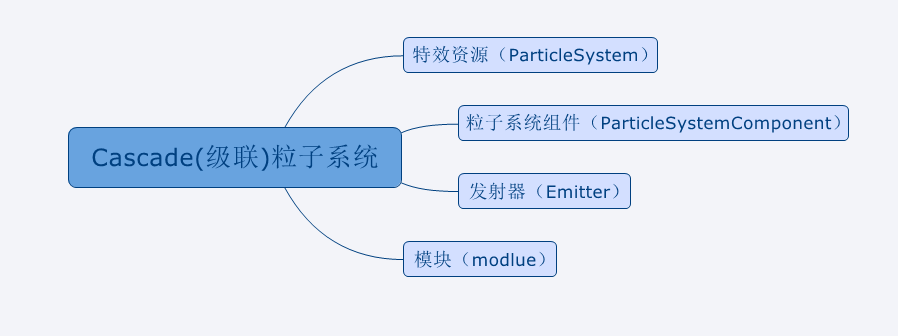 特效资源（ParticleSystem）
粒子系统组件（ParticleSystemComponent）
Cascade(级联)粒子系统
发射器（Emitter）
模块（modlue）